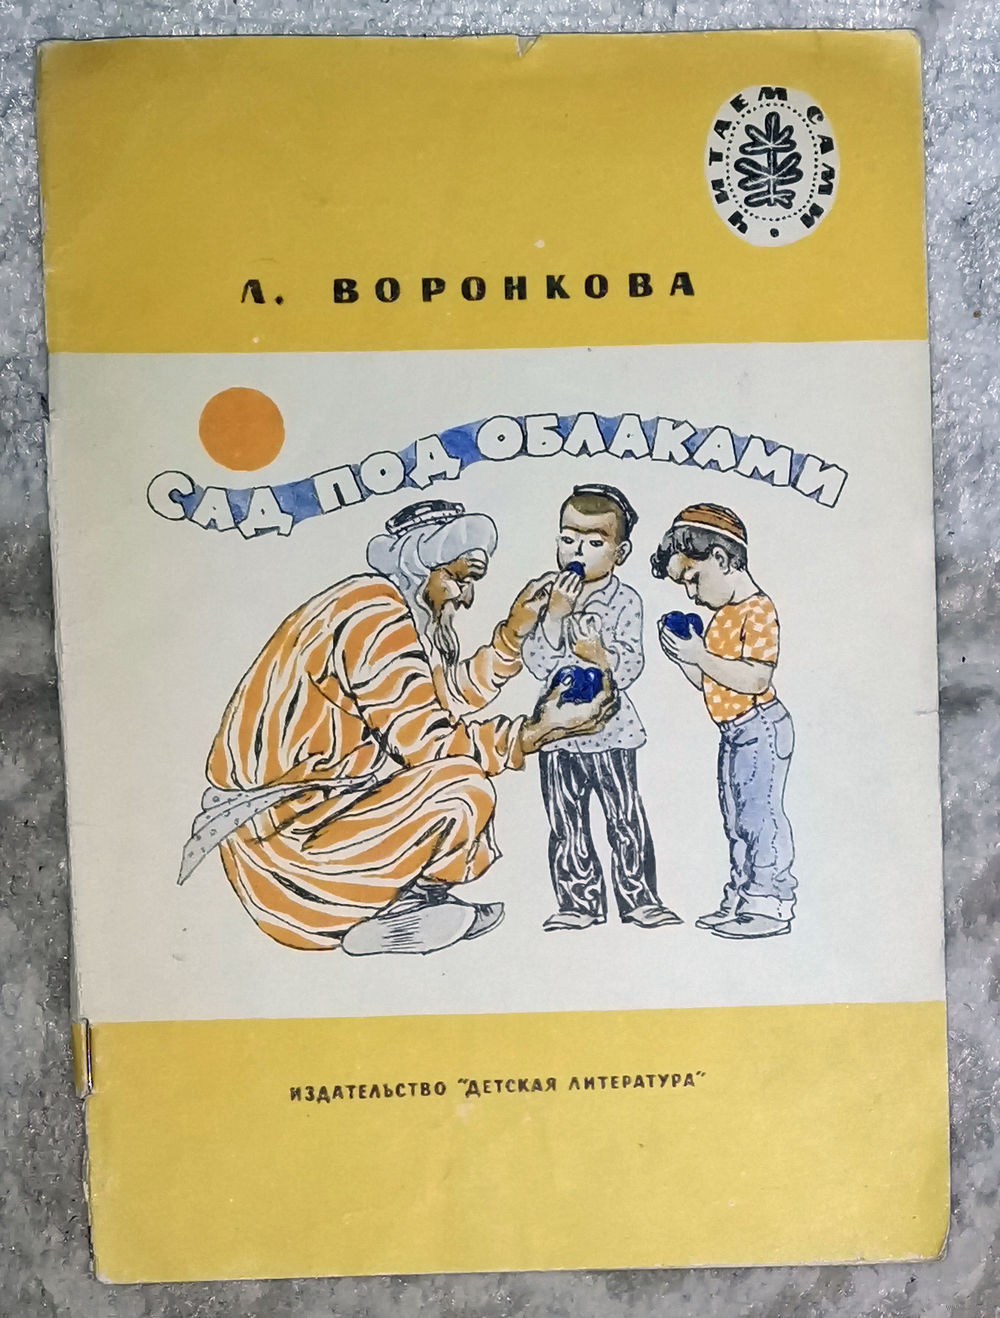 ЧИТАЕМ САМИ •
Л. ВОРОНКОВА
САД ПОД ОБЛАКАМИ
ИЗДАТЕЛЬСТВО "ДЕТСКАЯ ЛИТЕРАТУРА"